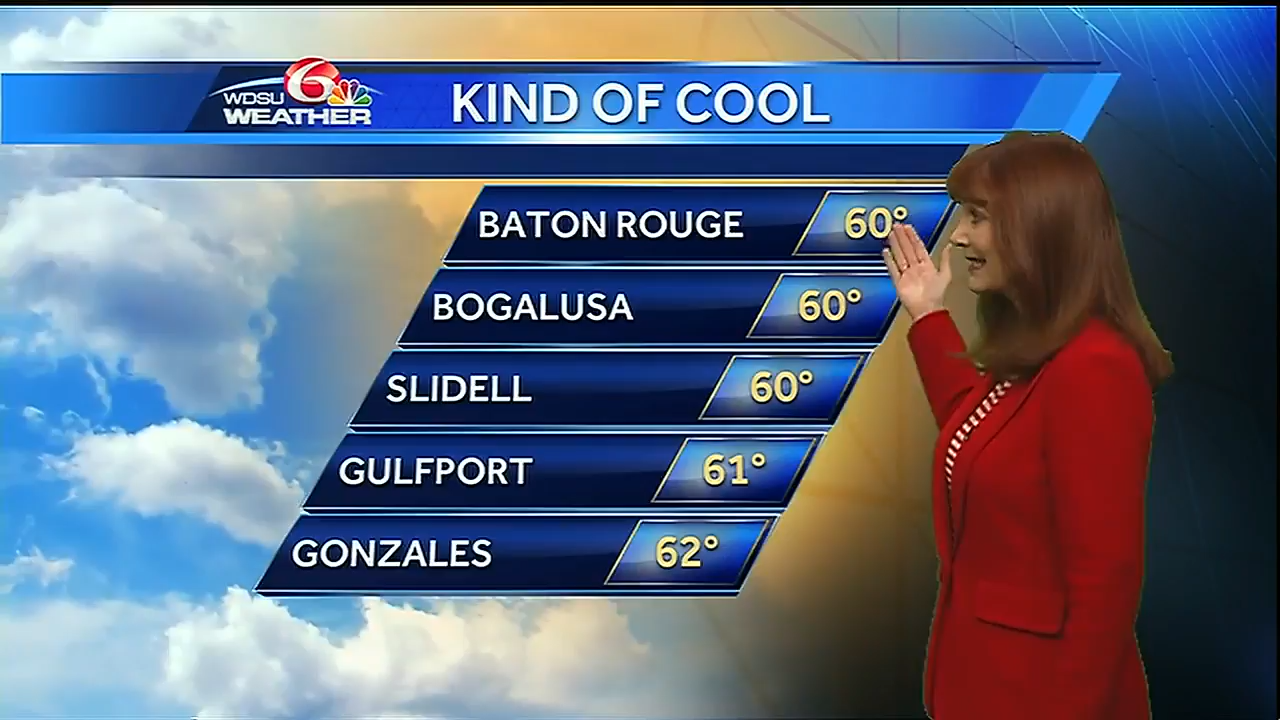 WDSU 6
WEATHER
KIND OF COOL
BATON ROUGE 60°
BOGALUSA 60°
SLIDELL 60°
GULFPORT 61°
GONZALES 62°